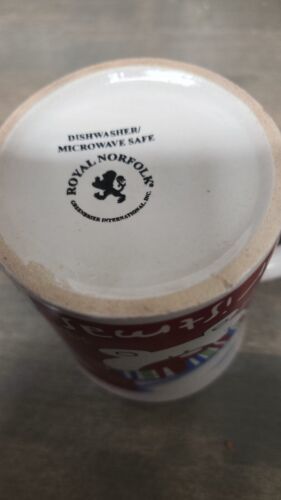 DISHWASHER/
MICROWAVE SAFE
ROYAL NORFOLK®
GREENBRIER INTERNATIONAL, INC.